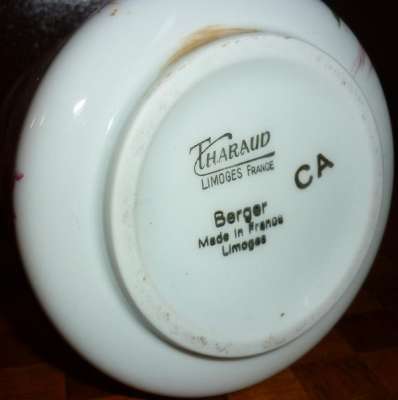 THARAUD
LIMOGES FRANCE
CA
Berger
Made in France
Limoges